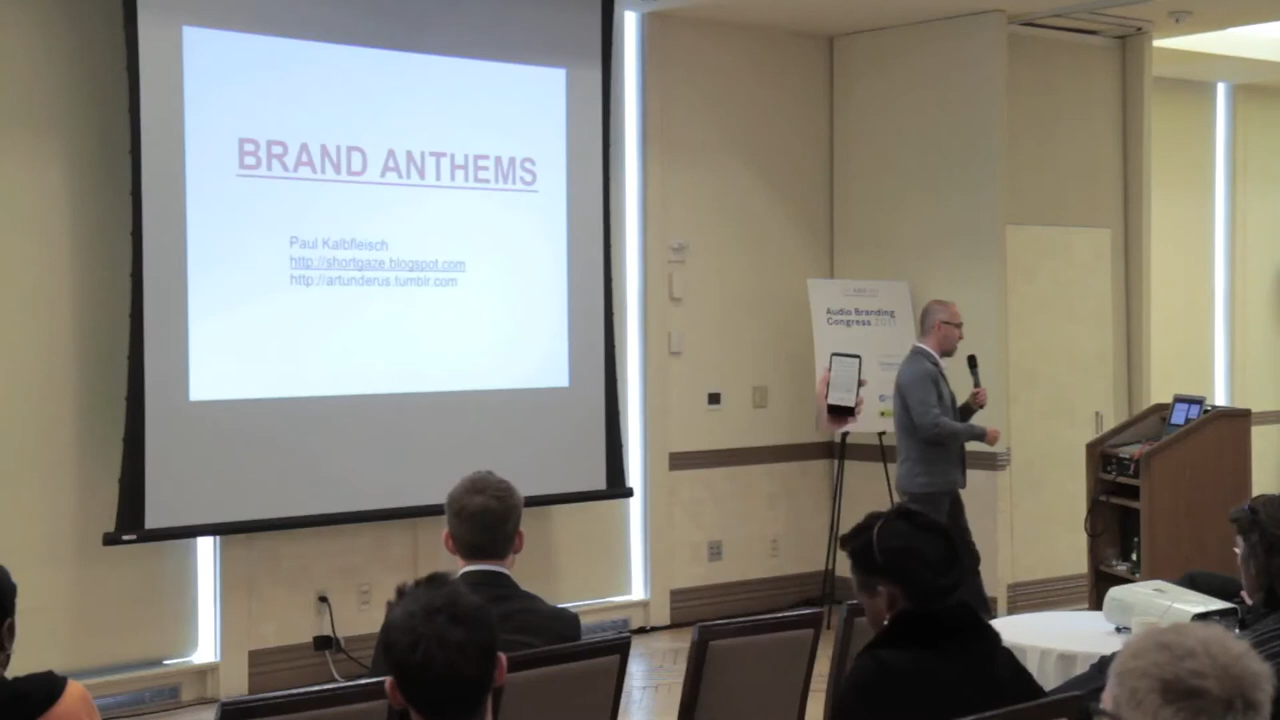 BRAND ANTHEMS
Paul Kalbfleisch
http://shortgaze.blogspot.com
http://artunderus.tumblr.com
Audio Branding
Congress 2011